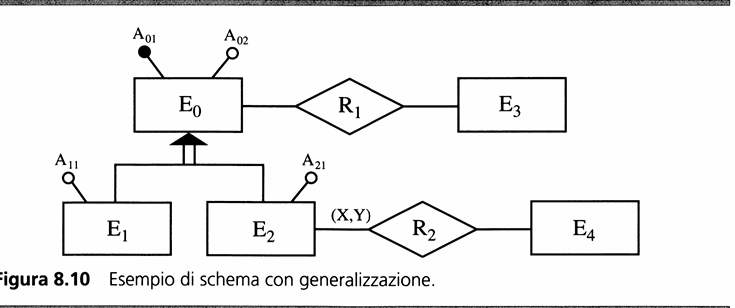 A01 A02
E0 R1 E3
A11 A21
E1 E2 (X,Y) R2 E4
Figura 8.10 Esempio di schema con generalizzazione.